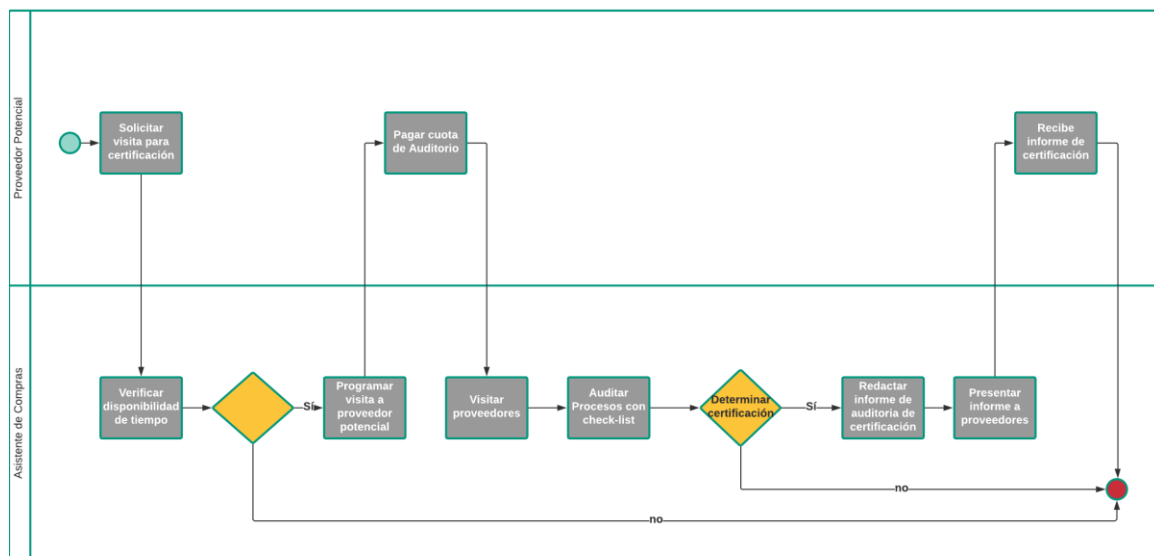 Proveedor Potencial
Solicitar
visita para
certificación
Pagar cuota
de Auditorio
Recibe
informe de
certificación
Asistente de Compras
Verificar
disponibilidad
de tiempo
Sí
Programar
visita a
proveedor
potencial
Visitar
proveedores
Auditar
Procesos con
check-list
Determinar
certificación
Sí
Redactar
informe de
auditoria de
certificación
Presentar
informe a
proveedores
no
no